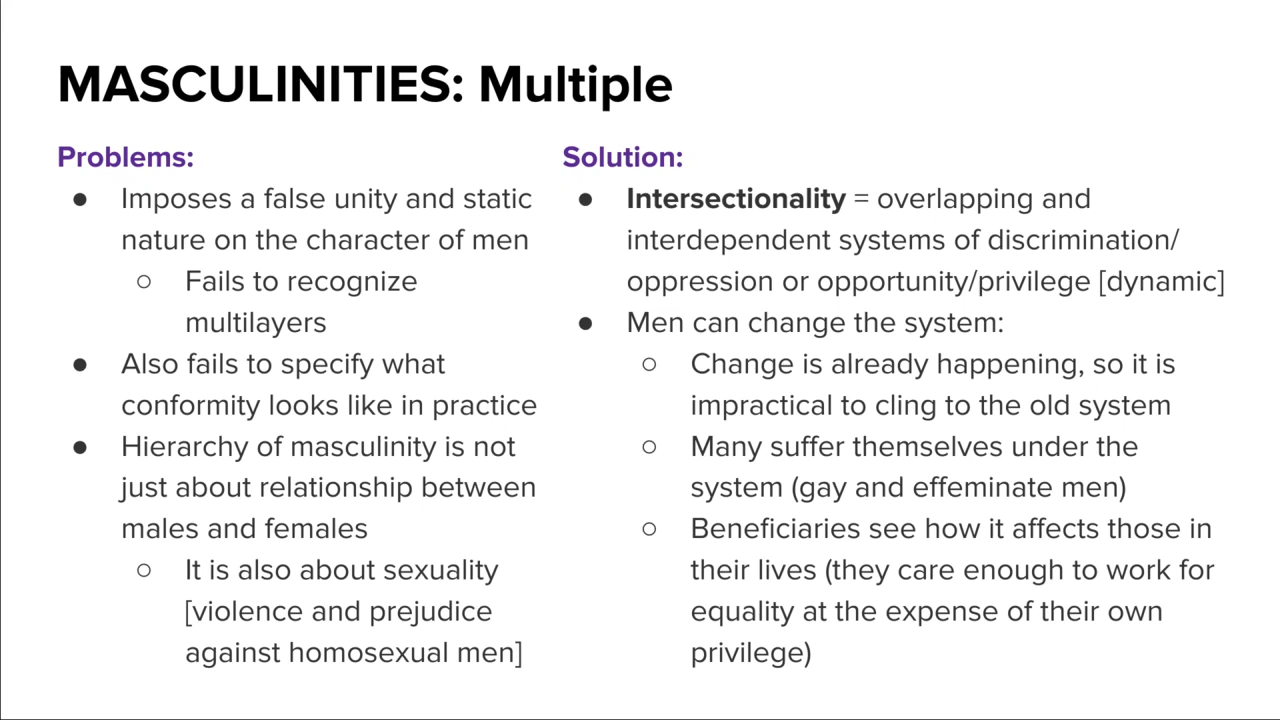 MASCULINITIES: Multiple
Problems:
● Imposes a false unity and static
nature on the character of men
○ Fails to recognize
multilayers
● Also fails to specify what
conformity looks like in practice
● Hierarchy of masculinity is not
just about relationship between
males and females
○ It is also about sexuality
[violence and prejudice
against homosexual men]
Solution:
● Intersectionality = overlapping and
interdependent systems of discrimination/
oppression or opportunity/privilege [dynamic]
● Men can change the system:
○ Change is already happening, so it is
impractical to cling to the old system
○ Many suffer themselves under the
system (gay and effeminate men)
○ Beneficiaries see how it affects those in
their lives (they care enough to work for
equality at the expense of their own
privilege)